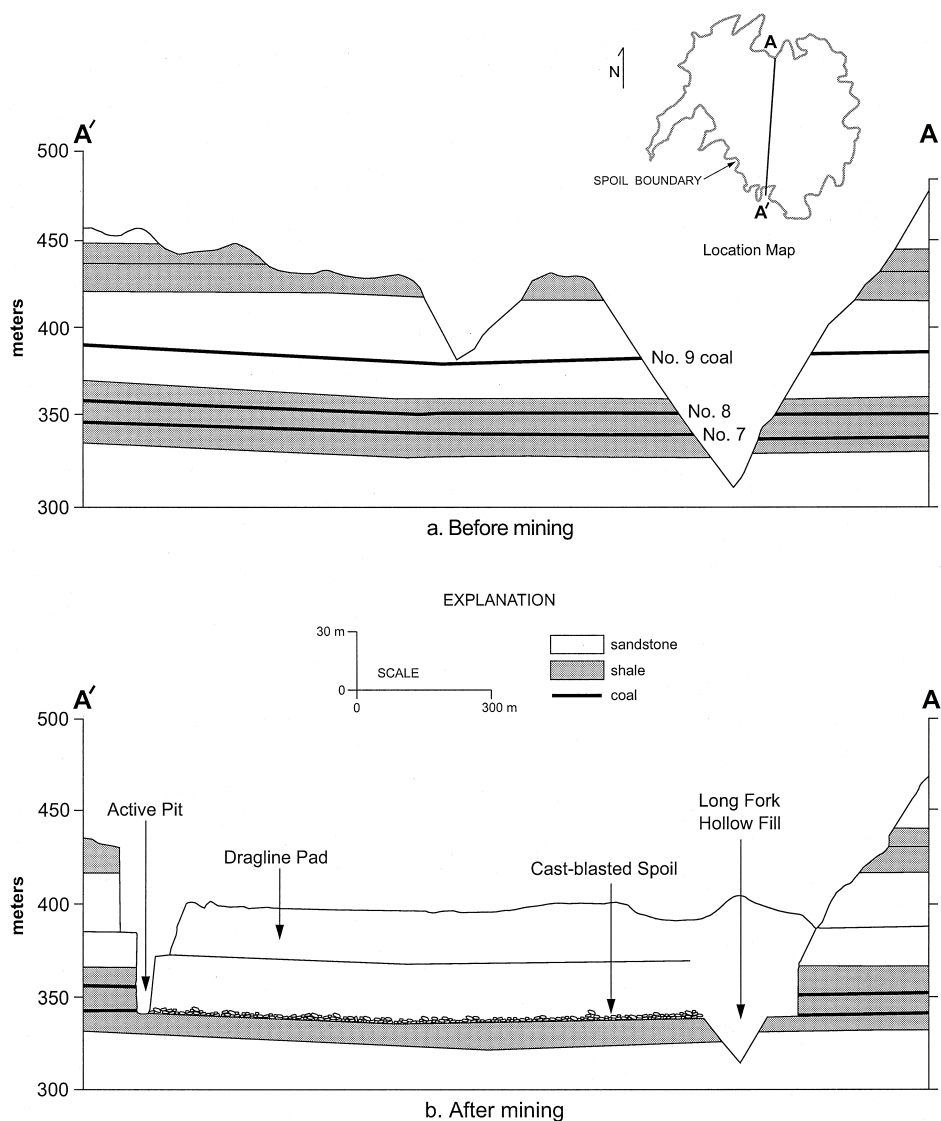 A
N
SPOIL BOUNDARY
A′
Location Map
A′
A
500
450
400
350
300
meters
No. 9 coal
No. 8
No. 7
a. Before mining
EXPLANATION
30 m
SCALE
0
0
300 m
sandstone
shale
coal
A′
A
500
450
400
350
300
meters
Active Pit
Dragline Pad
Cast-blasted Spoil
Long Fork
Hollow Fill
b. After mining